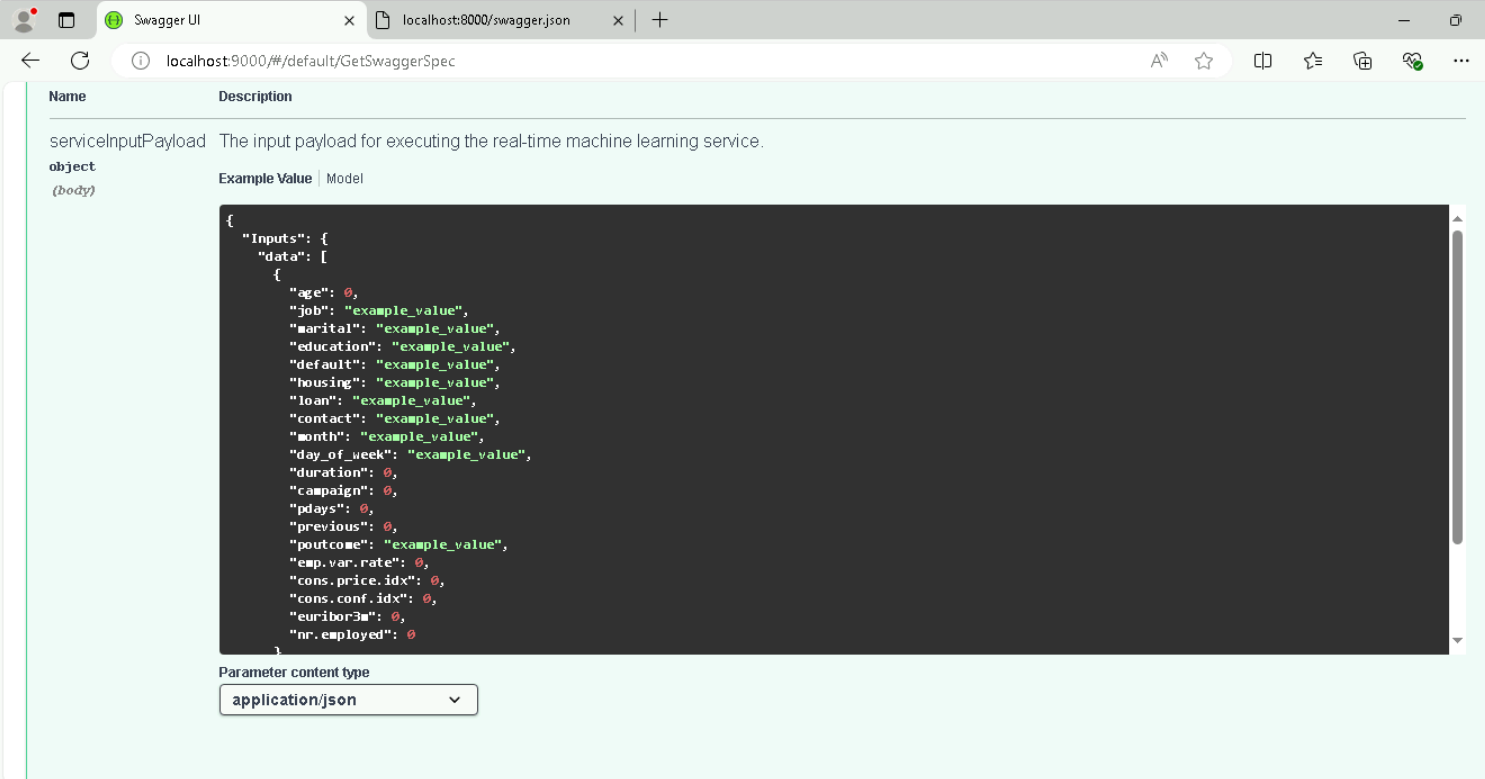 Swagger UI
localhost:8000/swagger.json
localhost:9000/#/default/GetSwaggerSpec
Name Description
serviceInputPayload The input payload for executing the real-time machine learning service.
object
(body)
Example Value Model
{
"Inputs": {
"data": [
{
"age": 0,
"job": "example_value",
"marital": "example_value",
"education": "example_value",
"default": "example_value",
"housing": "example_value",
"loan": "example_value",
"contact": "example_value",
"month": "example_value",
"day_of_week": "example_value",
"duration": 0,
"campaign": 0,
"pdays": 0,
"previous": 0,
"poutcome": "example_value",
"emp.var.rate": 0,
"cons.price.idx": 0,
"cons.conf.idx": 0,
"euribor3m": 0,
"nr.employed": 0
}
Parameter content type
application/json